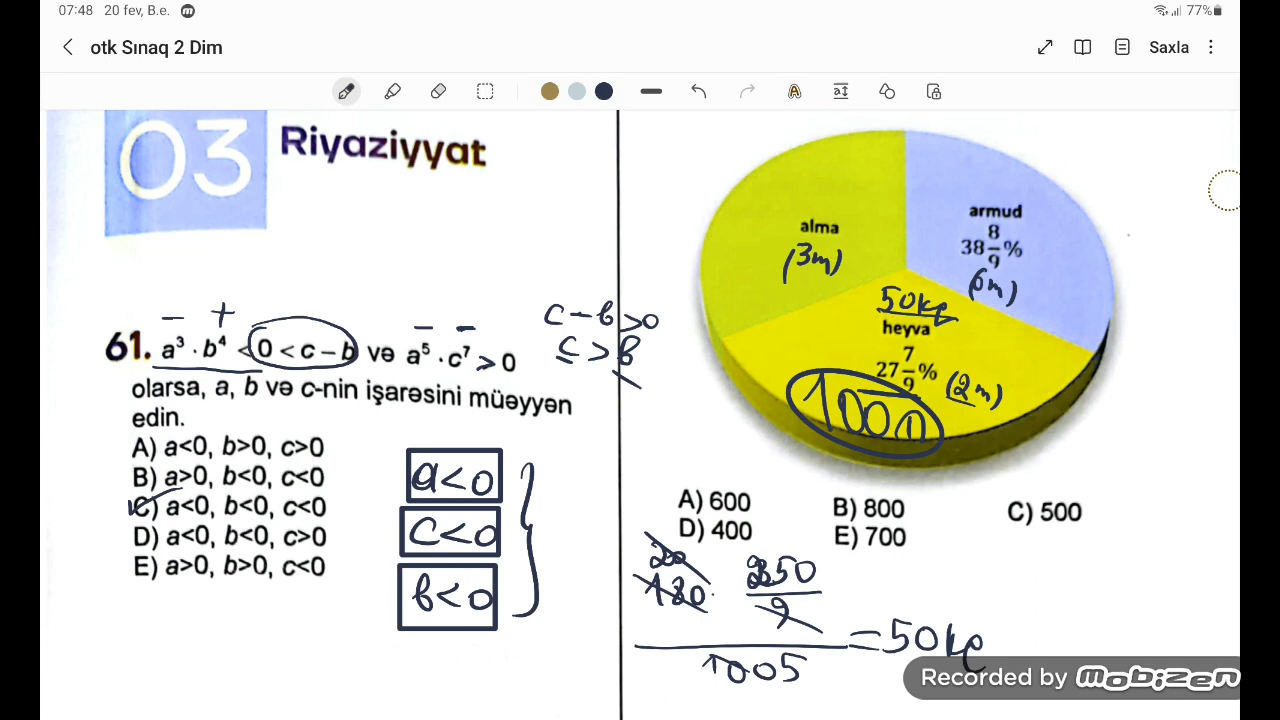 07:48 20 fev, B.e. 77%
otk Sınaq 2 Dim
Saxla
03
Riyaziyyat
− +
61. a³ · b⁴ < 0 < c − b və a⁵ · c⁷ > 0
− −
olarsa, a, b və c-nin işarəsini müəyyən
edin.
A) a<0, b>0, c>0
B) a>0, b<0, c<0
C) a<0, b<0, c<0
D) a<0, b<0, c>0
E) a>0, b>0, c<0
c − b > 0
c > b
a < 0
c < 0
b < 0
alma
(3m)
armud
38 8/9 %
50kq
heyva
27 7/9 %
(2m)
A) 600 B) 800 C) 500
D) 400 E) 700
20
180 · 250/9
= 50kq
Recorded by mobizen